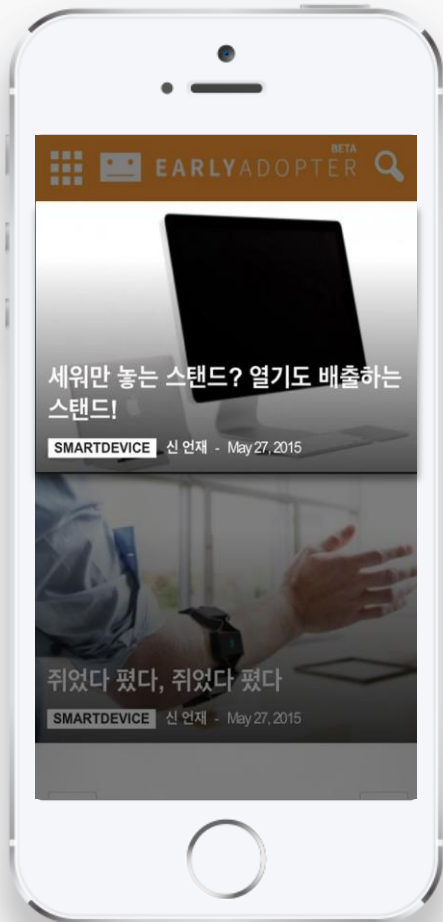 BETA
EARLYADOPTER
세워만 놓는 스탠드? 열기도 배출하는
스탠드!
SMARTDEVICE 신 언재 - May 27, 2015
쥐었다 폈다, 쥐었다 폈다
SMARTDEVICE 신 언재 - May 27, 2015